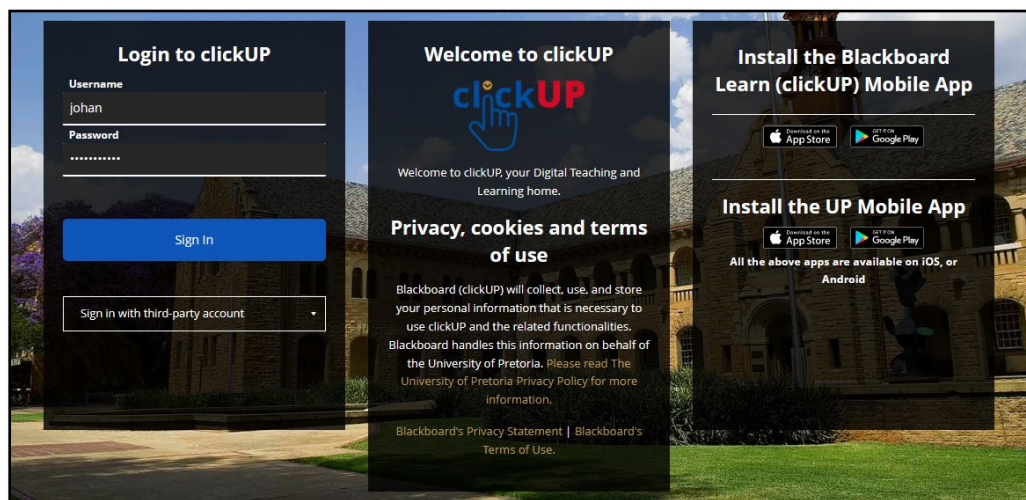 Login to clickUP
Username
johan
Password
•••••••••••
Sign In
Sign in with third-party account
Welcome to clickUP
clickUP
Welcome to clickUP, your Digital Teaching and
Learning home.
Privacy, cookies and terms
of use
Blackboard (clickUP) will collect, use, and store
your personal information that is necessary to
use clickUP and the related functionalities.
Blackboard handles this information on behalf of
the University of Pretoria. Please read The
University of Pretoria Privacy Policy for more
information.
Blackboard's Privacy Statement | Blackboard's
Terms of Use.
Install the Blackboard
Learn (clickUP) Mobile App
Download on the
App Store
GET IT ON
Google Play
Install the UP Mobile App
Download on the
App Store
GET IT ON
Google Play
All the above apps are available on iOS, or
Android